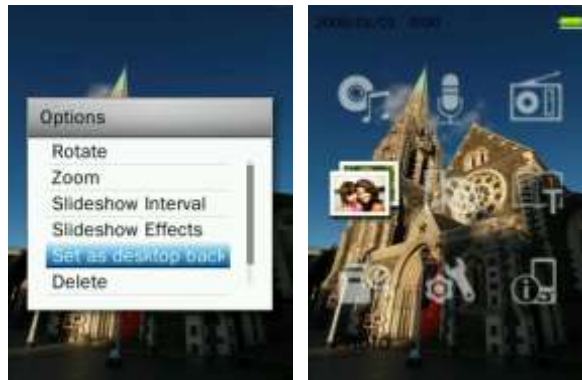 Options
Rotate
Zoom
Slideshow Interval
Slideshow Effects
Set as desktop back
Delete